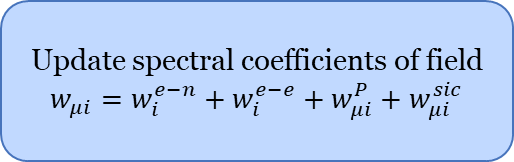 Update spectral coefficients of field
w_{μi} = w_i^{e−n} + w_i^{e−e} + w_{μi}^P + w_{μi}^{sic}